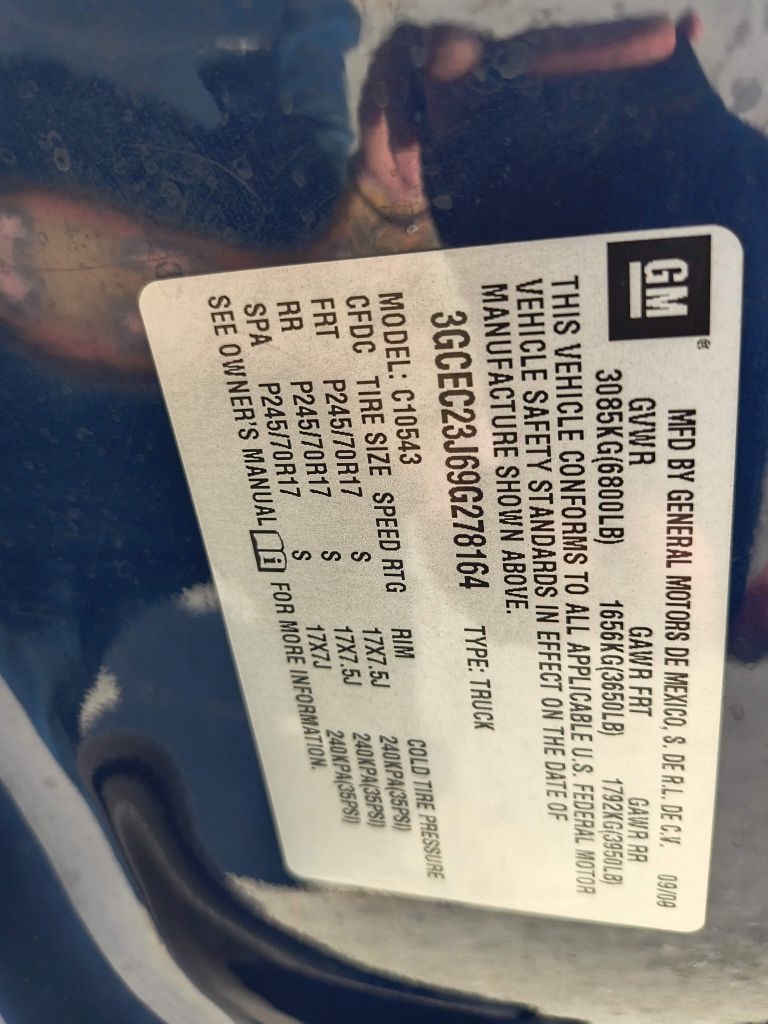 GM
MFD BY GENERAL MOTORS DE MEXICO, S. DE R.L. DE C.V. 09/08
GVWR GAWR FRT GAWR RR
3085KG(6800LB) 1656KG(3650LB) 1792KG(3950LB)
THIS VEHICLE CONFORMS TO ALL APPLICABLE U.S. FEDERAL MOTOR
VEHICLE SAFETY STANDARDS IN EFFECT ON THE DATE OF
MANUFACTURE SHOWN ABOVE.
3GCEC23J69G278164 TYPE: TRUCK
MODEL: C10543 COLD TIRE PRESSURE
CFDC TIRE SIZE SPEED RTG RIM
FRT P245/70R17 S 17X7.5J 240KPA(35PSI)
RR P245/70R17 S 17X7.5J 240KPA(35PSI)
SPA P245/70R17 S 17X7J 240KPA(35PSI)
SEE OWNER'S MANUAL FOR MORE INFORMATION.